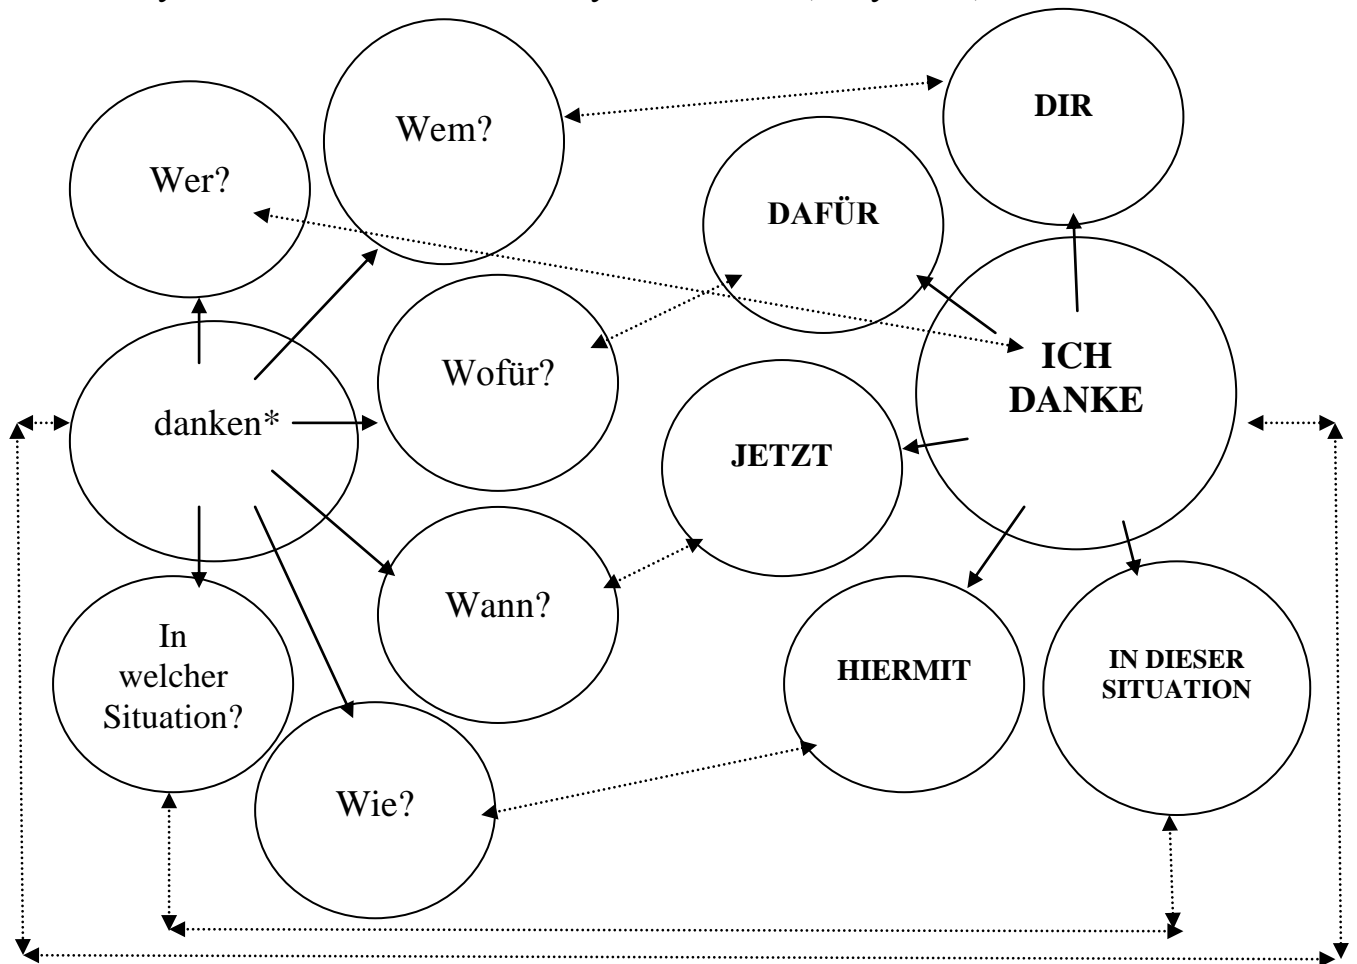 DIR
Wem?
Wer?
DAFÜR
ICH
DANKE
Wofür?
danken*
JETZT
Wann?
In
welcher
Situation?
HIERMIT
IN DIESER
SITUATION
Wie?